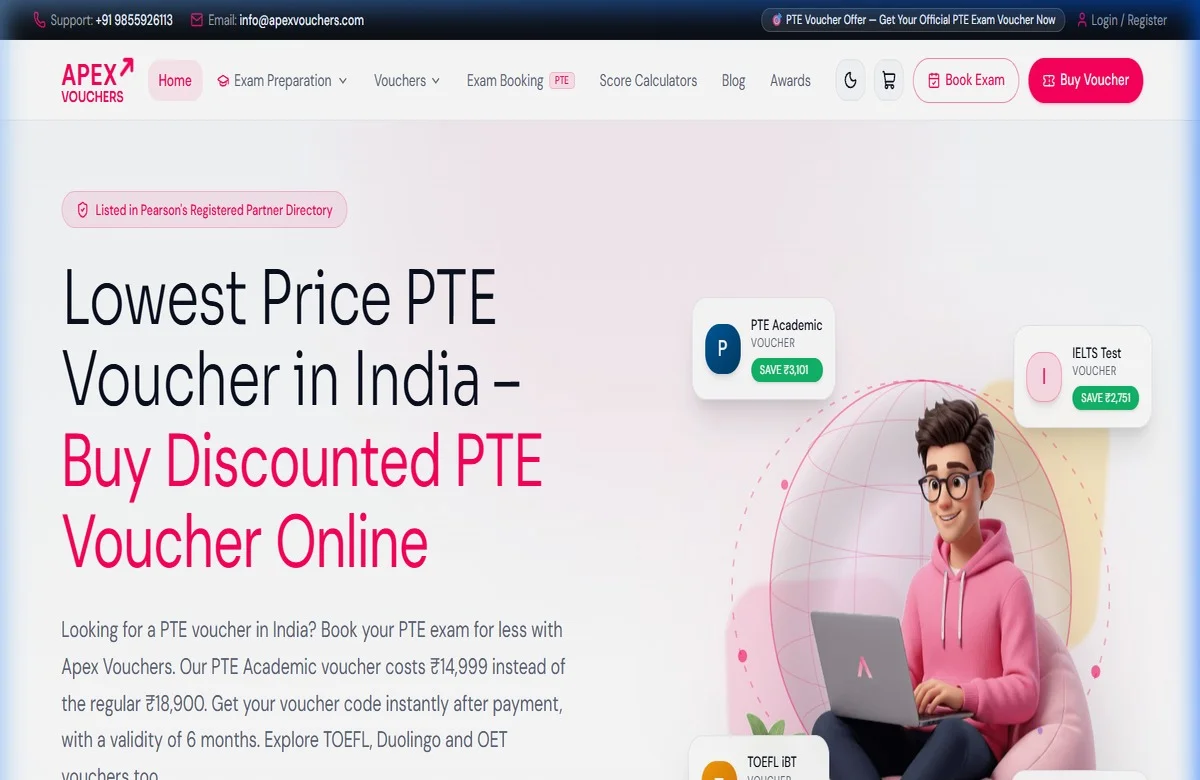 Support: +91 9855926113 Email: info@apexvouchers.com PTE Voucher Offer — Get Your Official PTE Exam Voucher Now Login / Register
APEX
VOUCHERS
Home Exam Preparation Vouchers Exam Booking PTE Score Calculators Blog Awards Book Exam Buy Voucher
Listed in Pearson's Registered Partner Directory
Lowest Price PTE
Voucher in India –
Buy Discounted PTE
Voucher Online
Looking for a PTE voucher in India? Book your PTE exam for less with
Apex Vouchers. Our PTE Academic voucher costs ₹14,999 instead of
the regular ₹18,900. Get your voucher code instantly after payment,
with a validity of 6 months. Explore TOEFL, Duolingo and OET
vouchers too
P
PTE Academic
VOUCHER
SAVE ₹3,101
I
IELTS Test
VOUCHER
SAVE ₹2,751
TOEFL iBT
VOUCHER